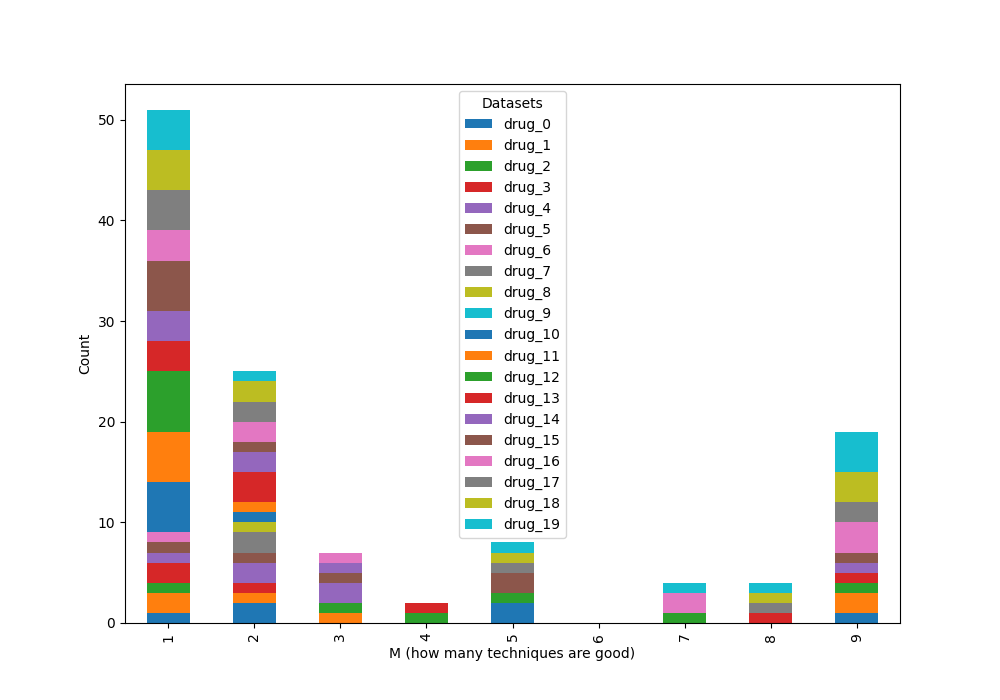 Datasets
drug_0
drug_1
drug_2
drug_3
drug_4
drug_5
drug_6
drug_7
drug_8
drug_9
drug_10
drug_11
drug_12
drug_13
drug_14
drug_15
drug_16
drug_17
drug_18
drug_19
50
40
30
20
10
0
Count
1 2 3 4 5 6 7 8 9
M (how many techniques are good)